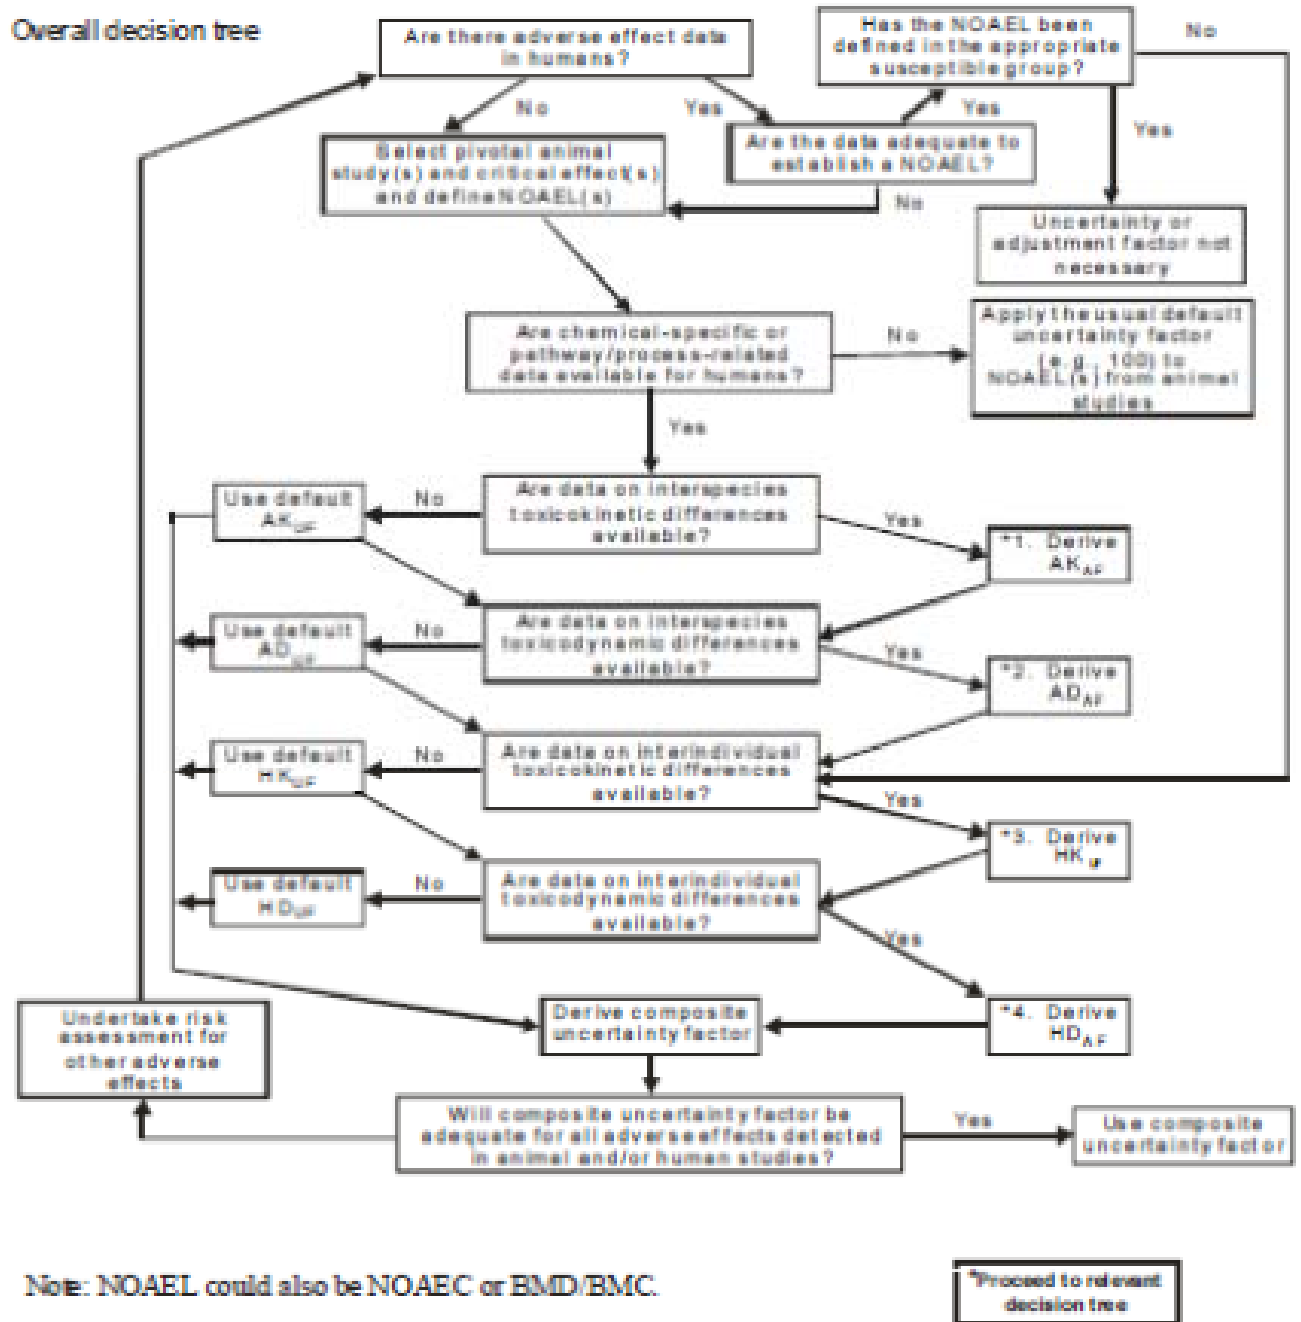 Overall decision tree
Are there adverse effect data
in humans?
Has the NOAEL been
defined in the appropriate
susceptible group?
No
No
Yes
Yes
Yes
Select pivotal animal
study(s) and critical effect(s)
and define NOAEL(s)
Are the data adequate to
establish a NOAEL?
No
Uncertainty or
adjustment factor not
necessary
Are chemical-specific or
pathway/process-related
data available for humans?
No
Apply the usual default
uncertainty factor
(e.g., 100) to
NOAEL(s) from animal
studies
Yes
Use default
AKUF
No
Are data on interspecies
toxicokinetic differences
available?
Yes
*1. Derive
AKAF
Use default
ADUF
No
Are data on interspecies
toxicodynamic differences
available?
Yes
*2. Derive
ADAF
Use default
HKUF
No
Are data on interindividual
toxicokinetic differences
available?
Yes
*3. Derive
HK
Use default
HDUF
No
Are data on interindividual
toxicodynamic differences
available?
Yes
*4. Derive
HDAF
Undertake risk
assessment for
other adverse
effects
Derive composite
uncertainty factor
Will composite uncertainty factor be
adequate for all adverse effects detected
in animal and/or human studies?
Yes
Use composite
uncertainty factor
Note: NOAEL could also be NOAEC or BMD/BMC.
*Proceed to relevant
decision tree